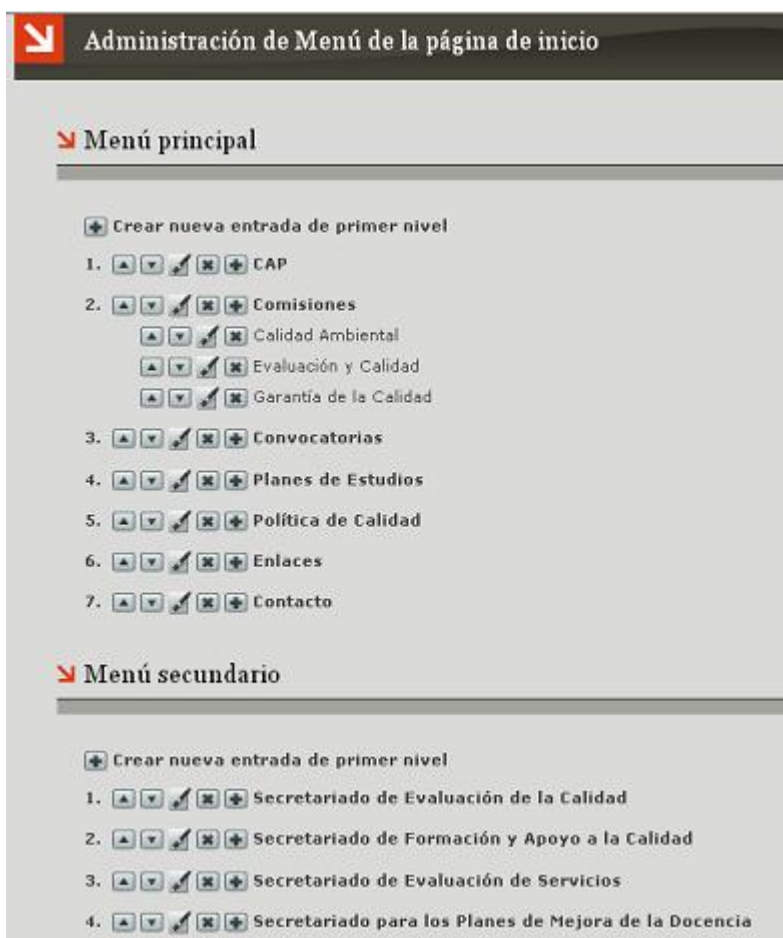 Administración de Menú de la página de inicio
Menú principal
Crear nueva entrada de primer nivel
1. CAP
2. Comisiones
Calidad Ambiental
Evaluación y Calidad
Garantía de la Calidad
3. Convocatorias
4. Planes de Estudios
5. Política de Calidad
6. Enlaces
7. Contacto
Menú secundario
Crear nueva entrada de primer nivel
1. Secretariado de Evaluación de la Calidad
2. Secretariado de Formación y Apoyo a la Calidad
3. Secretariado de Evaluación de Servicios
4. Secretariado para los Planes de Mejora de la Docencia